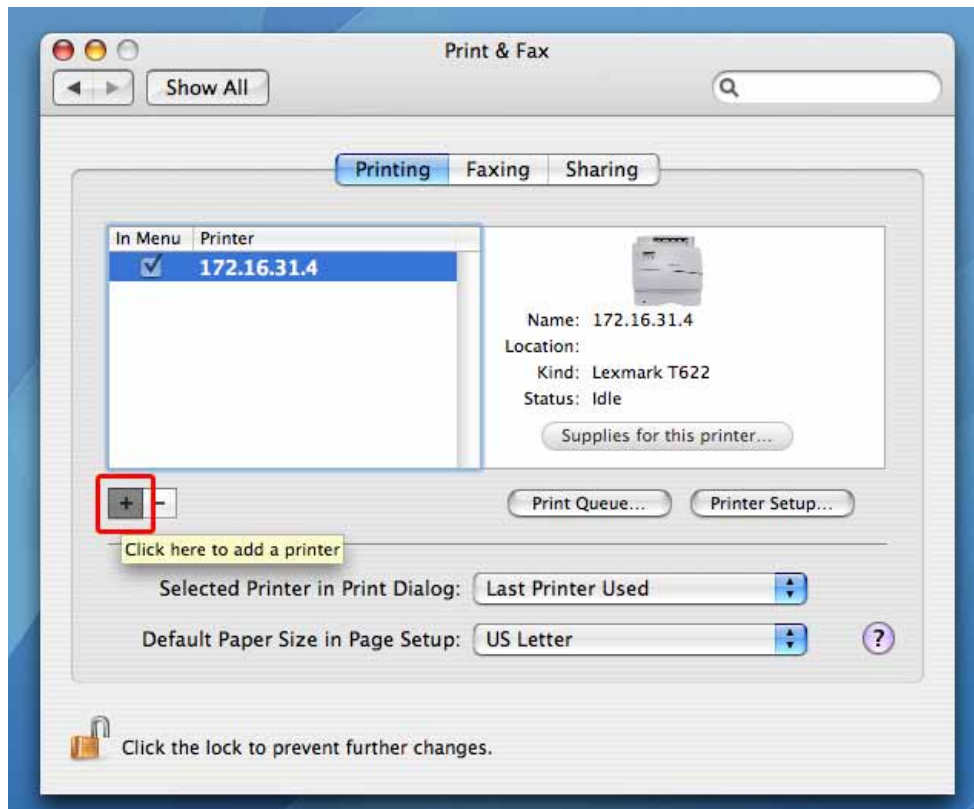 Print & Fax
Show All
Printing Faxing Sharing
In Menu Printer
172.16.31.4
Name: 172.16.31.4
Location:
Kind: Lexmark T622
Status: Idle
Supplies for this printer...
+ -
Print Queue... Printer Setup...
Click here to add a printer
Selected Printer in Print Dialog: Last Printer Used
Default Paper Size in Page Setup: US Letter ?
Click the lock to prevent further changes.